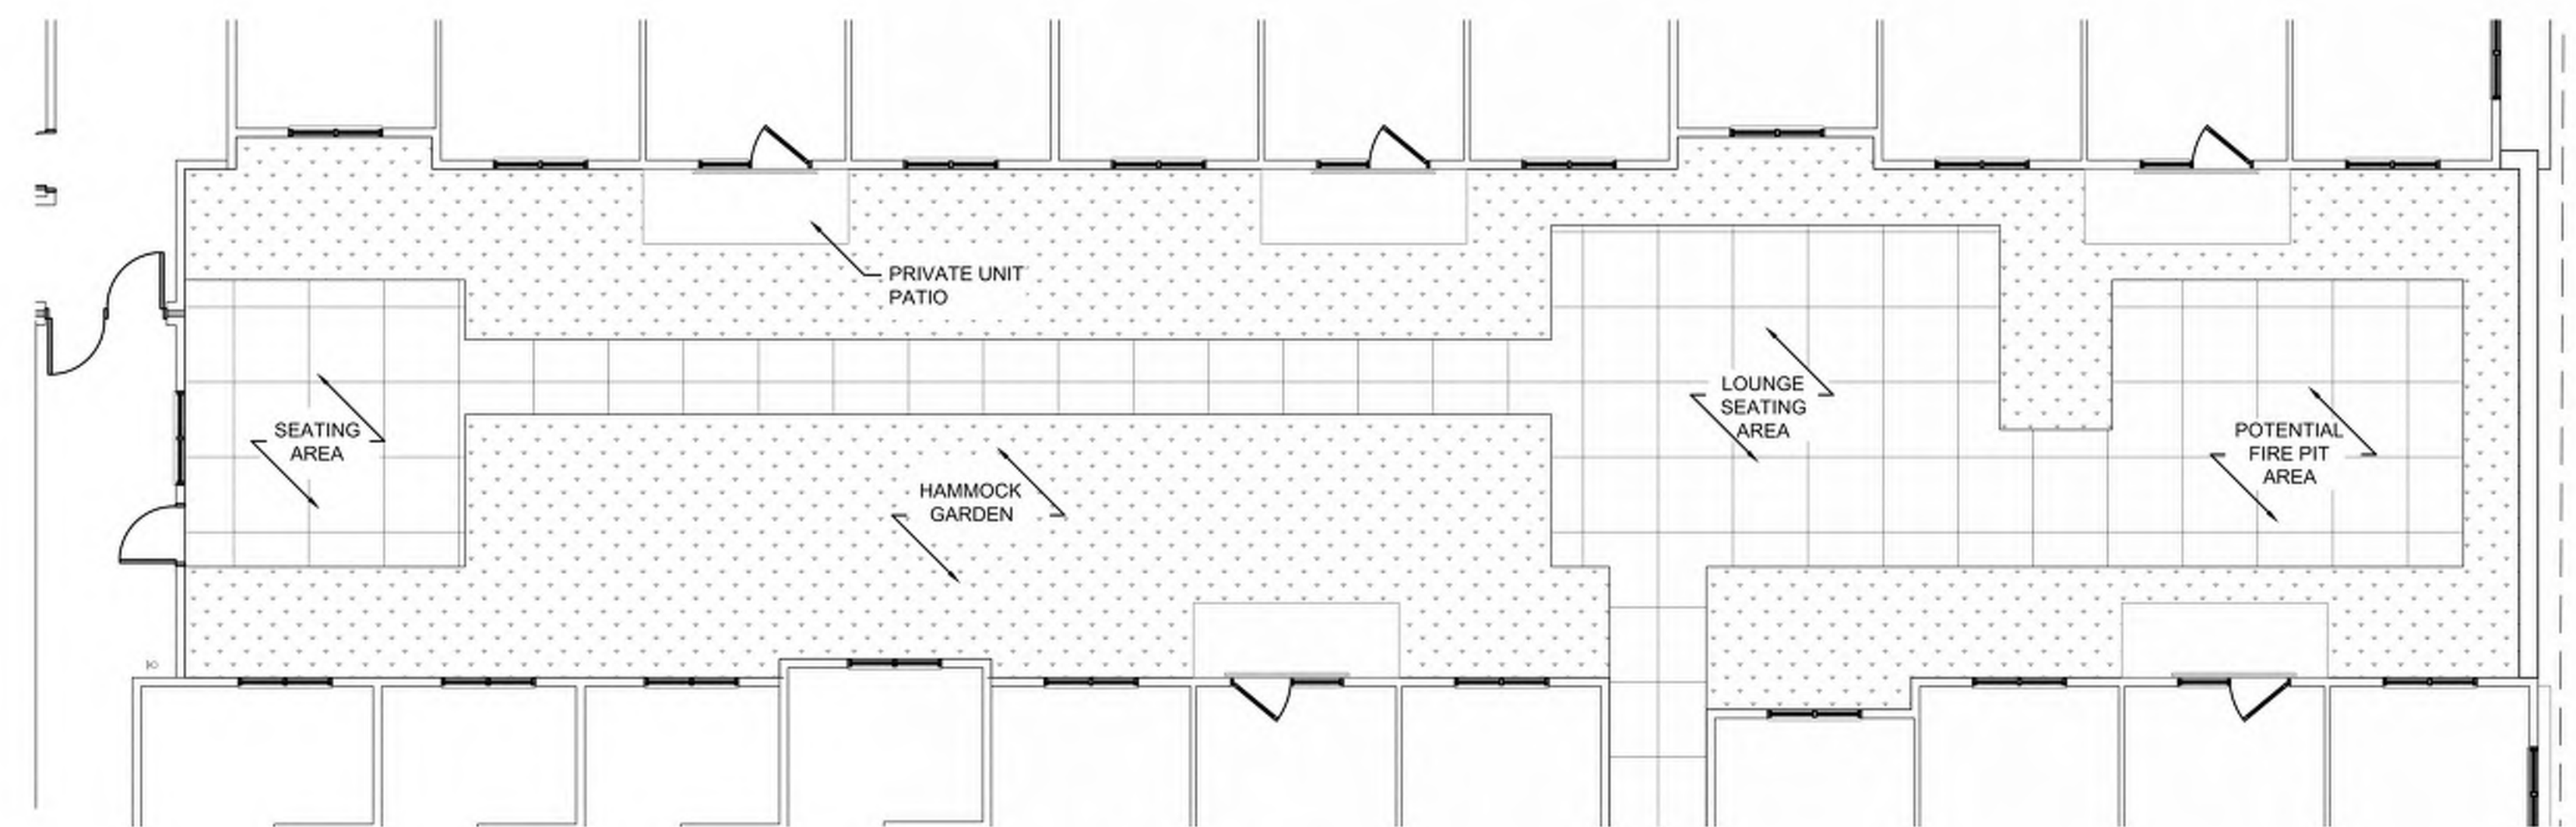 PRIVATE UNIT
PATIO
SEATING
AREA
HAMMOCK
GARDEN
LOUNGE
SEATING
AREA
POTENTIAL
FIRE PIT
AREA